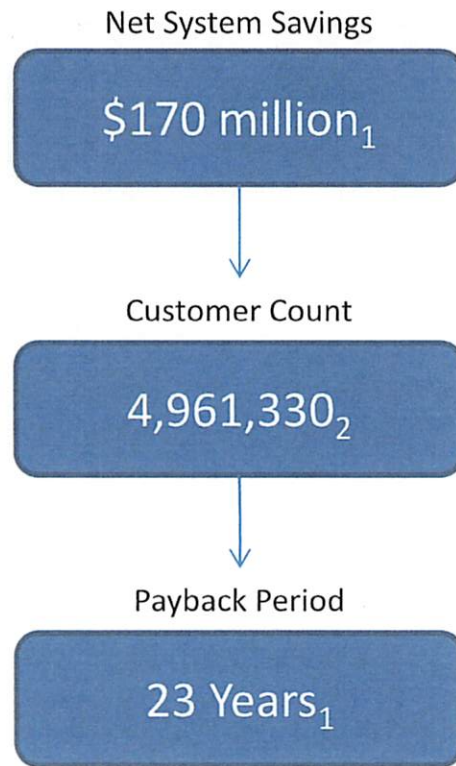 Net System Savings
$170 million₁
Customer Count
4,961,330₂
Payback Period
23 Years₁